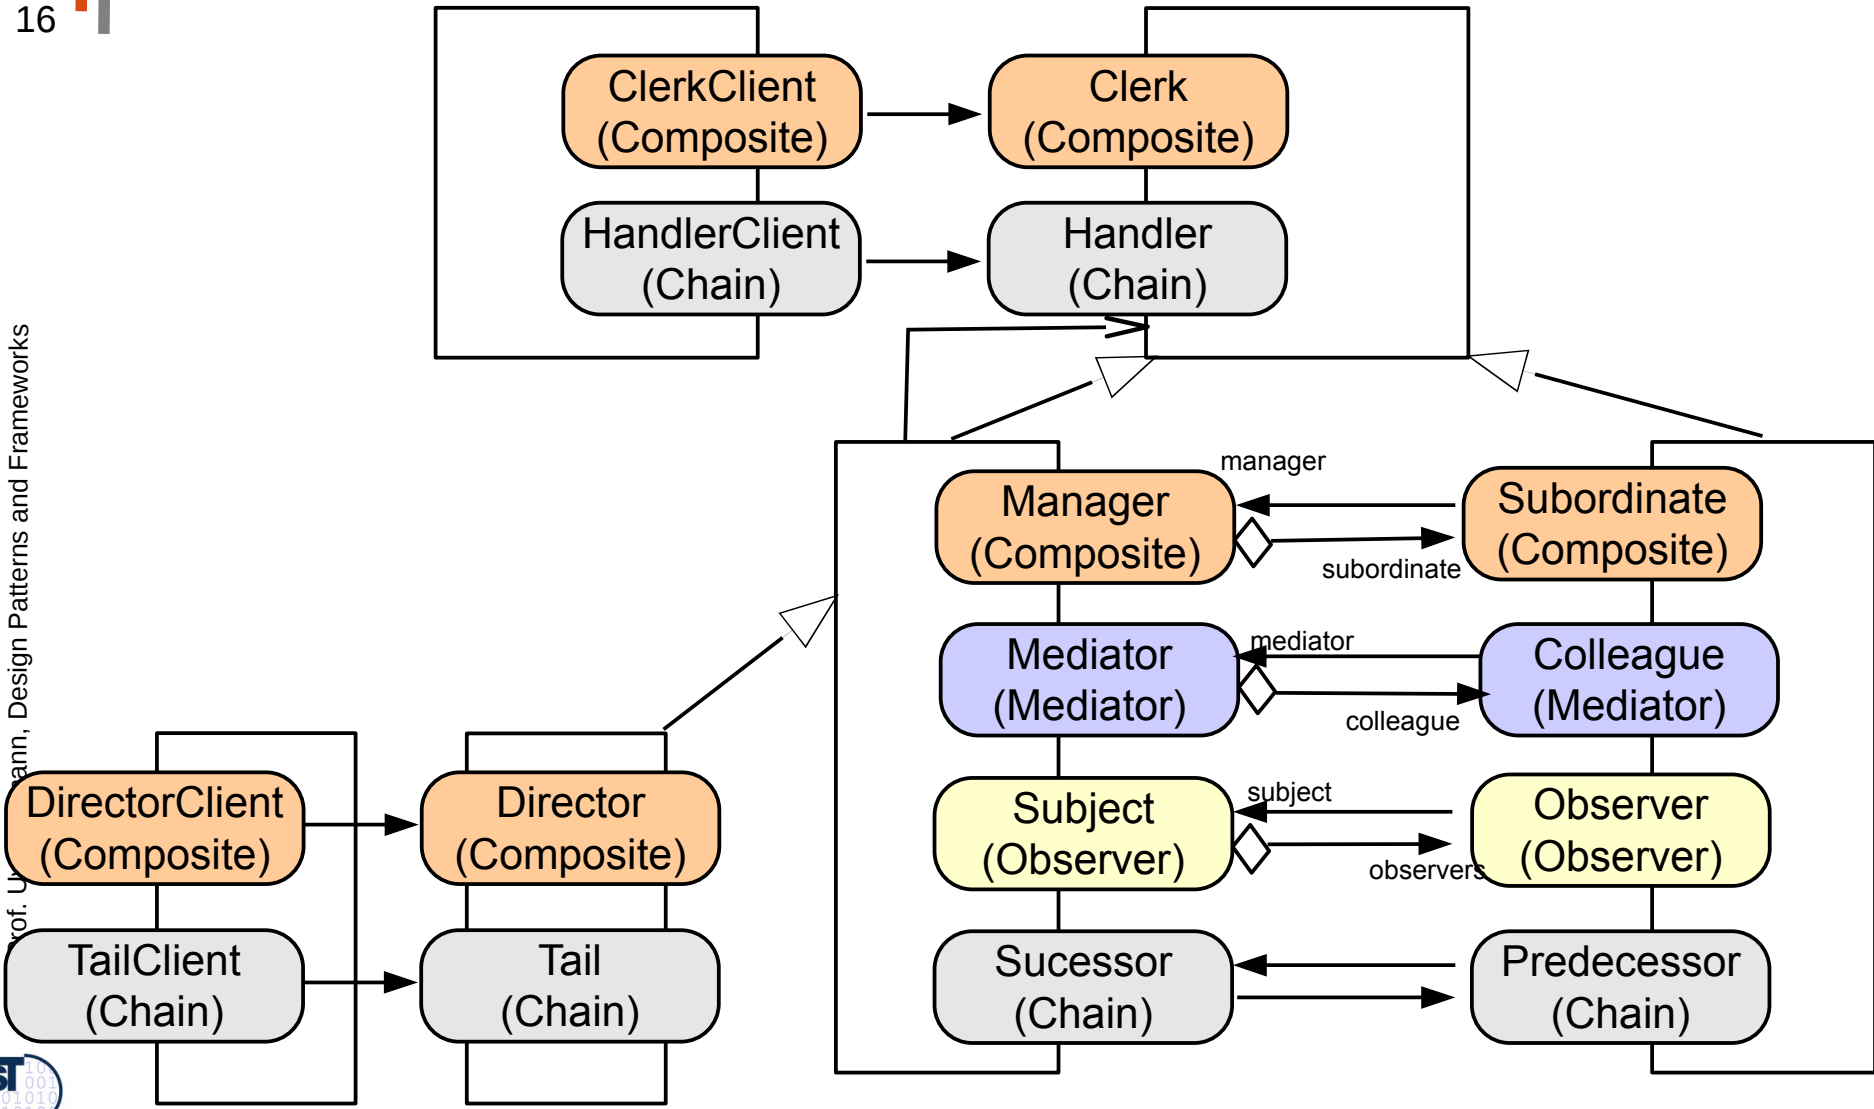 16
ClerkClient
(Composite)
Clerk
(Composite)
HandlerClient
(Chain)
Handler
(Chain)
manager
Manager
(Composite)
Subordinate
(Composite)
subordinate
mediator
Mediator
(Mediator)
Colleague
(Mediator)
colleague
DirectorClient
(Composite)
Director
(Composite)
subject
Subject
(Observer)
Observer
(Observer)
observers
TailClient
(Chain)
Tail
(Chain)
Sucessor
(Chain)
Predecessor
(Chain)
Design Patterns and Frameworks